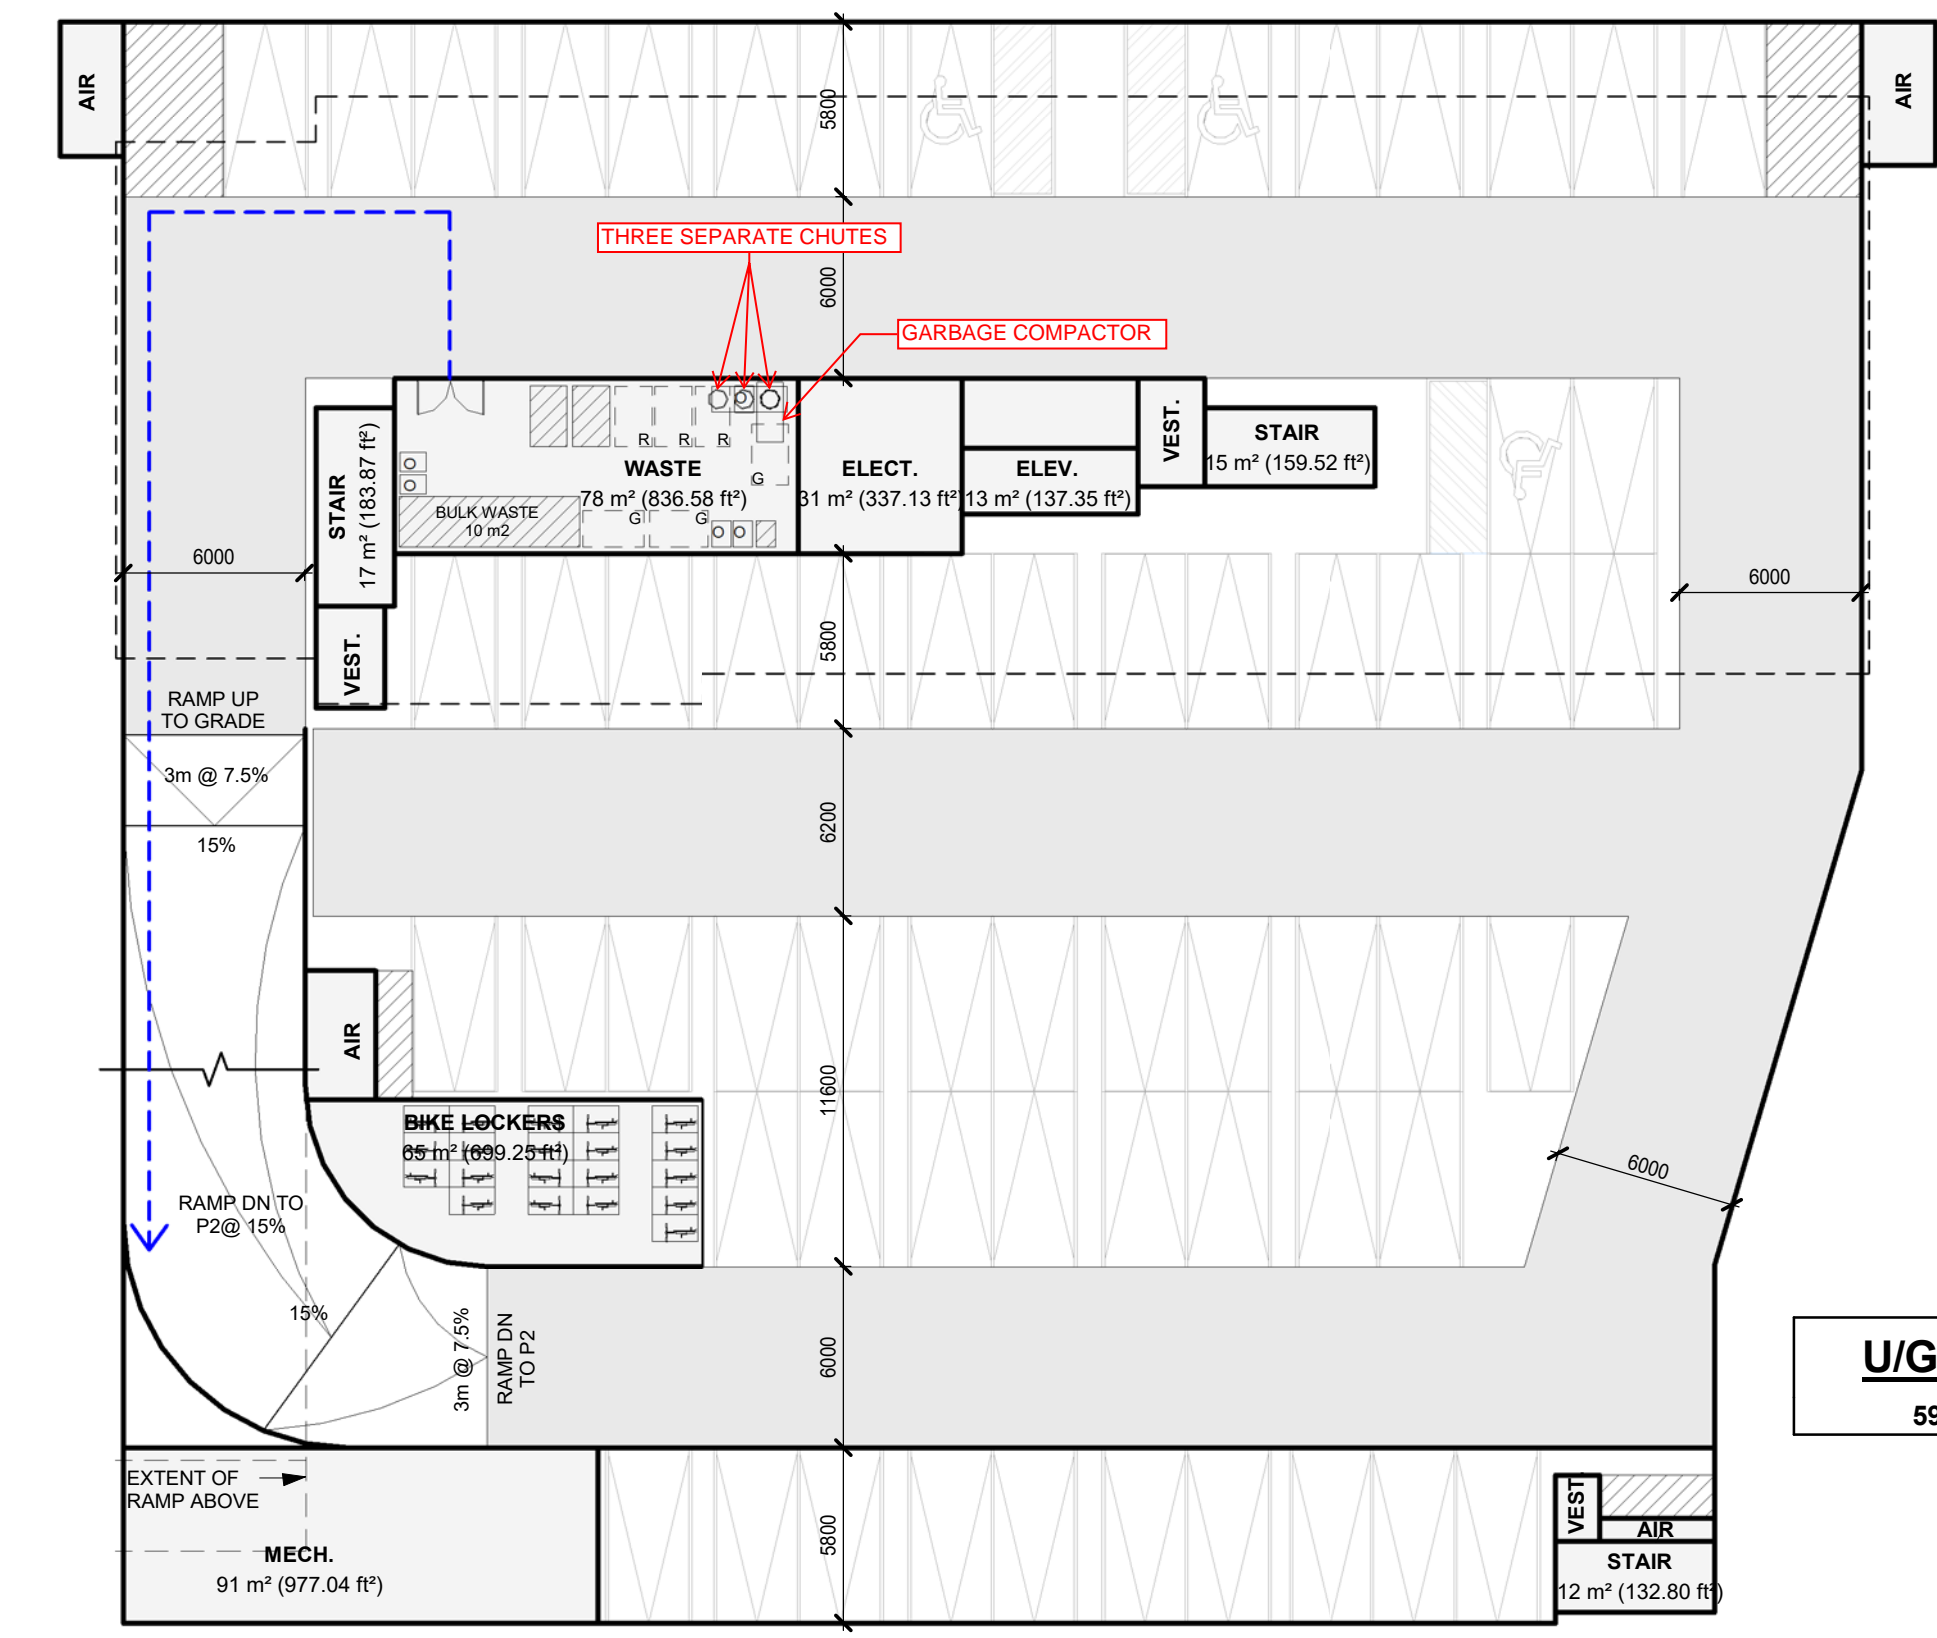 AIR
AIR
5800
THREE SEPARATE CHUTES
6000
GARBAGE COMPACTOR
R
R
R
G
WASTE
78 m² (836.58 ft²)
BULK WASTE
10 m2
G
G
STAIR
17 m² (183.87 ft²)
ELECT.
31 m² (337.13 ft²)
ELEV.
13 m² (137.35 ft²)
VEST.
STAIR
15 m² (159.52 ft²)
6000
6000
VEST.
5800
RAMP UP
TO GRADE
3m @ 7.5%
15%
6200
AIR
11600
BIKE LOCKERS
65 m² (699.25 ft²)
6000
RAMP DN TO
P2@ 15%
15%
3m @ 7.5%
RAMP DN
TO P2
6000
U/G
59
EXTENT OF
RAMP ABOVE
MECH.
91 m² (977.04 ft²)
5800
VEST.
AIR
STAIR
12 m² (132.80 ft²)